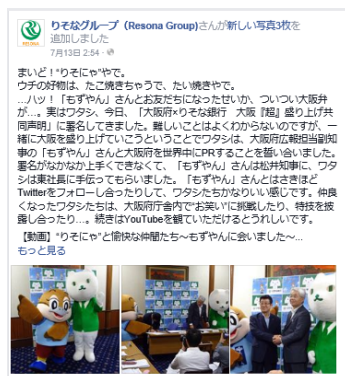 RESONA
りそなグループ（Resona Group)さんが新しい写真3枚を
追加しました
7月13日 2:54 ·
まいど！“りそにゃ”やで。
ウチの好物は、たこ焼きちゃうで、たい焼きやで。
…ハッ！「もずやん」さんとお友だちになったせいか、ついつい大阪弁
が…。実はワタシ、今日、「大阪府×りそな銀行　大阪『超』盛り上げ共
同声明」に署名してきました。難しいことはよくわからないのですが、一
緒に大阪を盛り上げていこうということでワタシは、大阪府広報担当副知
事の「もずやん」さんと大阪府を世界中にPRすることを誓い合いました。
署名がなかなか上手くできなくて、「もずやん」さんは松井知事に、ワタ
シは東社長に手伝ってもらいました。「もずやん」さんとはさきほど
Twitterをフォローし合ったりして、ワタシたちかなりいい感じです。仲良
くなったワタシたちは、大阪府庁舎内で“お笑い”に挑戦したり、特技を披
露し合ったり…。続きはYouTubeを観ていただけるとうれしいです。
【動画】“りそにゃ”と愉快な仲間たち～もずやんに会いました～...
もっと見る